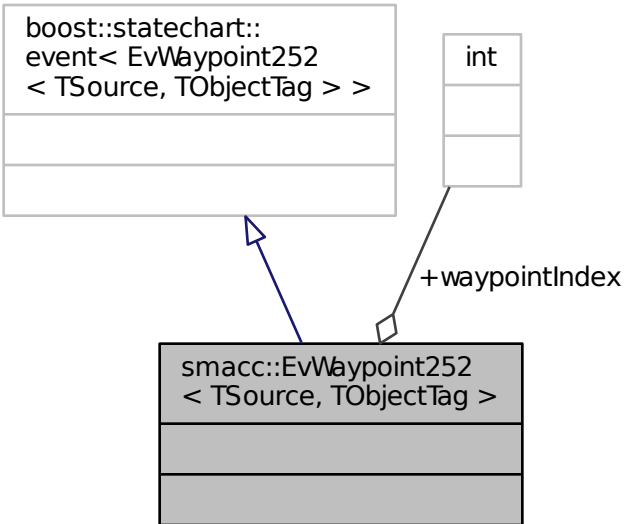 boost::statechart::
event< EvWaypoint252
< TSource, TObjectTag > >
int
+waypointIndex
smacc::EvWaypoint252
< TSource, TObjectTag >